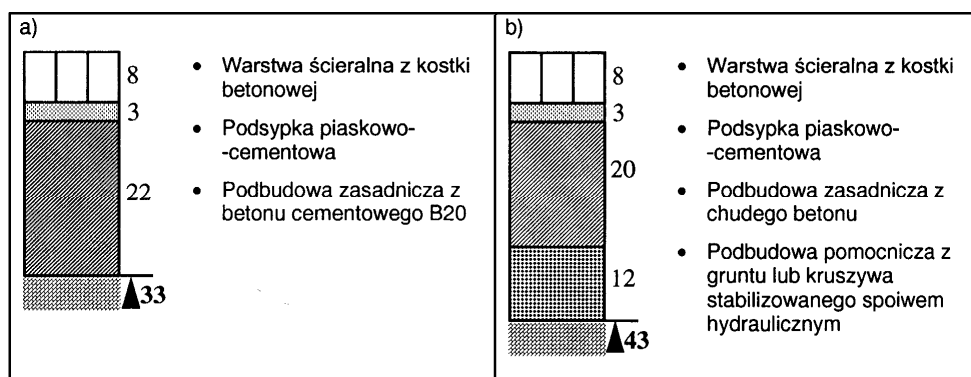 a)
8
3
22
33
• Warstwa ścieralna z kostki
betonowej
• Podsypka piaskowo-
-cementowa
• Podbudowa zasadnicza z
betonu cementowego B20
b)
8
3
20
12
43
• Warstwa ścieralna z kostki
betonowej
• Podsypka piaskowo-
-cementowa
• Podbudowa zasadnicza z
chudego betonu
• Podbudowa pomocnicza z
gruntu lub kruszywa
stabilizowanego spoiwem
hydraulicznym